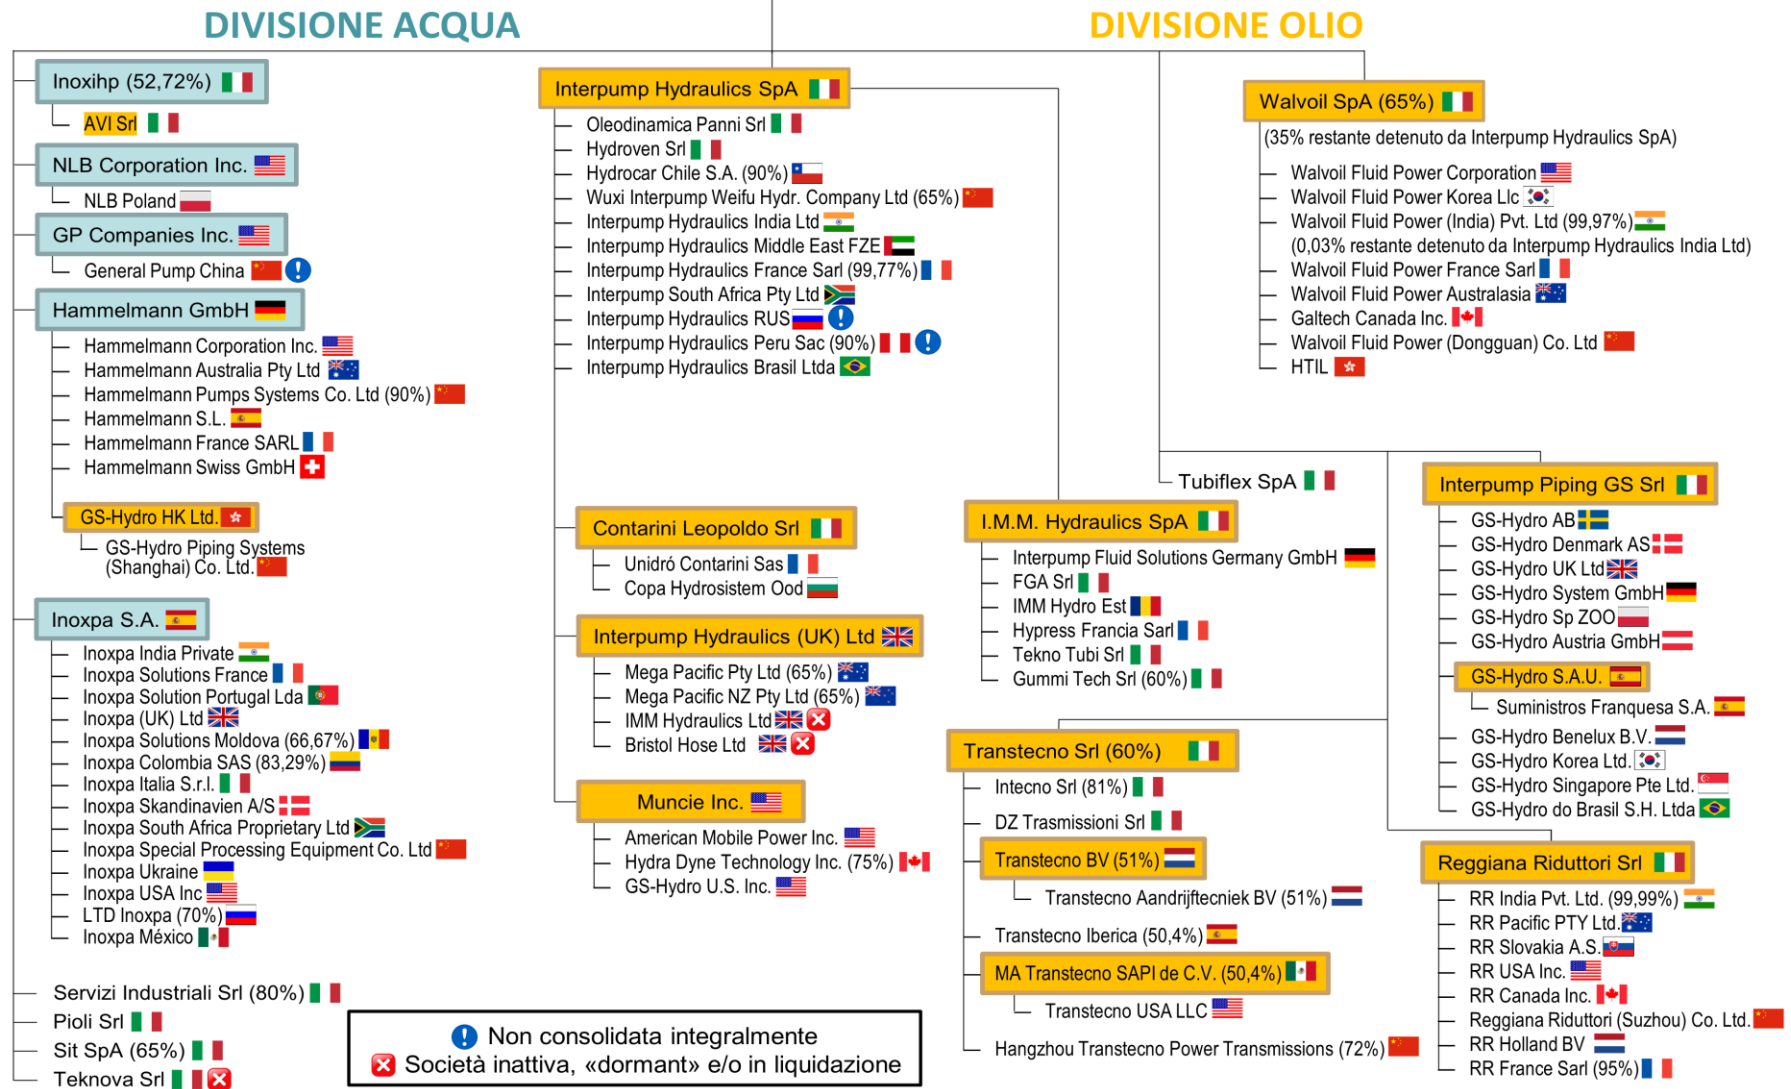 DIVISIONE ACQUA
Inoxihp (52,72%)
AVI Srl
NLB Corporation Inc.
NLB Poland
GP Companies Inc.
General Pump China
Hammelmann GmbH
Hammelmann Corporation Inc.
Hammelmann Australia Pty Ltd
Hammelmann Pumps Systems Co. Ltd (90%)
Hammelmann S.L.
Hammelmann France SARL
Hammelmann Swiss GmbH
GS-Hydro HK Ltd.
GS-Hydro Piping Systems
(Shanghai) Co. Ltd.
Inoxpa S.A.
Inoxpa India Private
Inoxpa Solutions France
Inoxpa Solution Portugal Lda
Inoxpa (UK) Ltd
Inoxpa Solutions Moldova (66,67%)
Inoxpa Colombia SAS (83,29%)
Inoxpa Italia S.r.l.
Inoxpa Skandinavien A/S
Inoxpa South Africa Proprietary Ltd
Inoxpa Special Processing Equipment Co. Ltd
Inoxpa Ukraine
Inoxpa USA Inc
LTD Inoxpa (70%)
Inoxpa México
Servizi Industriali Srl (80%)
Pioli Srl
Sit SpA (65%)
Teknova Srl
DIVISIONE OLIO
Interpump Hydraulics SpA
Oleodinamica Panni Srl
Hydroven Srl
Hydrocar Chile S.A. (90%)
Wuxi Interpump Weifu Hydr. Company Ltd (65%)
Interpump Hydraulics India Ltd
Interpump Hydraulics Middle East FZE
Interpump Hydraulics France Sarl (99,77%)
Interpump South Africa Pty Ltd
Interpump Hydraulics RUS
Interpump Hydraulics Peru Sac (90%)
Interpump Hydraulics Brasil Ltda
Contarini Leopoldo Srl
Unidró Contarini Sas
Copa Hydrosistem Ood
Interpump Hydraulics (UK) Ltd
Mega Pacific Pty Ltd (65%)
Mega Pacific NZ Pty Ltd (65%)
IMM Hydraulics Ltd
Bristol Hose Ltd
Muncie Inc.
American Mobile Power Inc.
Hydra Dyne Technology Inc. (75%)
GS-Hydro U.S. Inc.
I.M.M. Hydraulics SpA
Interpump Fluid Solutions Germany GmbH
FGA Srl
IMM Hydro Est
Hypress Francia Sarl
Tekno Tubi Srl
Gummi Tech Srl (60%)
Tubiflex SpA
Transtecno Srl (60%)
Intecno Srl (81%)
DZ Trasmissioni Srl
Transtecno BV (51%)
Transtecno Aandrijftecniek BV (51%)
Transtecno Iberica (50,4%)
MA Transtecno SAPI de C.V. (50,4%)
Transtecno USA LLC
Hangzhou Transtecno Power Transmissions (72%)
Walvoil SpA (65%)
(35% restante detenuto da Interpump Hydraulics SpA)
Walvoil Fluid Power Corporation
Walvoil Fluid Power Korea Llc
Walvoil Fluid Power (India) Pvt. Ltd (99,97%)
(0,03% restante detenuto da Interpump Hydraulics India Ltd)
Walvoil Fluid Power France Sarl
Walvoil Fluid Power Australasia
Galtech Canada Inc.
Walvoil Fluid Power (Dongguan) Co. Ltd
HTIL
Interpump Piping GS Srl
GS-Hydro AB
GS-Hydro Denmark AS
GS-Hydro UK Ltd
GS-Hydro System GmbH
GS-Hydro Sp ZOO
GS-Hydro Austria GmbH
GS-Hydro S.A.U.
Suministros Franquesa S.A.
GS-Hydro Benelux B.V.
GS-Hydro Korea Ltd.
GS-Hydro Singapore Pte Ltd.
GS-Hydro do Brasil S.H. Ltda
Reggiana Riduttori Srl
RR India Pvt. Ltd. (99,99%)
RR Pacific PTY Ltd.
RR Slovakia A.S.
RR USA Inc.
RR Canada Inc.
Reggiana Riduttori (Suzhou) Co. Ltd.
RR Holland BV
RR France Sarl (95%)
Non consolidata integralmente
Società inattiva, «dormant» e/o in liquidazione